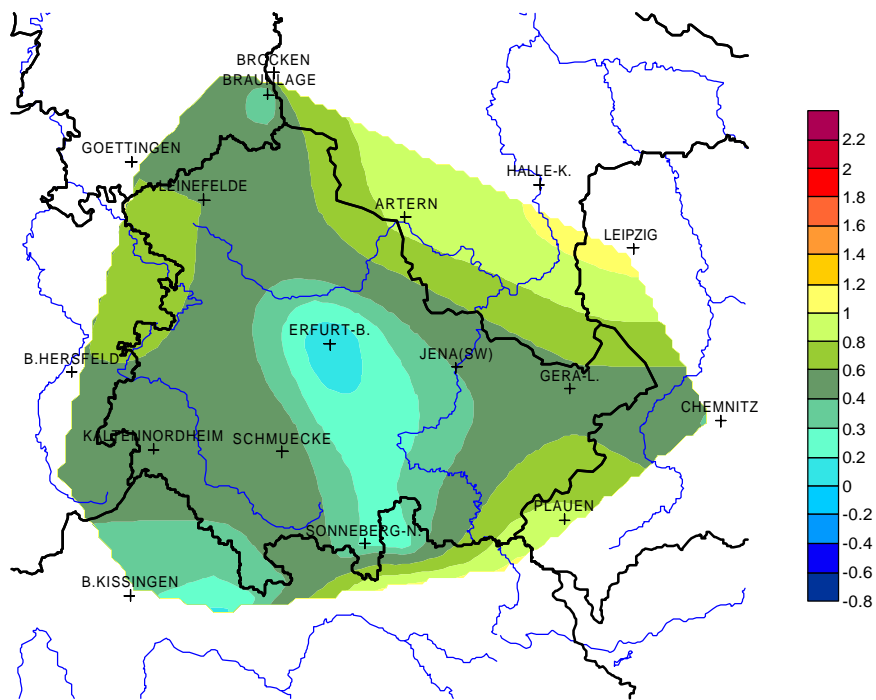 BROCKEN
BRAUNLAGE
GOETTINGEN
LEINEFELDE
HALLE-K.
ARTERN
LEIPZIG
ERFURT-B.
B.HERSFELD
JENA(SW)
GERA-L.
CHEMNITZ
KALTENNORDHEIM
SCHMUECKE
PLAUEN
SONNEBERG-N.
B.KISSINGEN
2.2
2
1.8
1.6
1.4
1.2
1
0.8
0.6
0.4
0.3
0.2
0
-0.2
-0.4
-0.6
-0.8